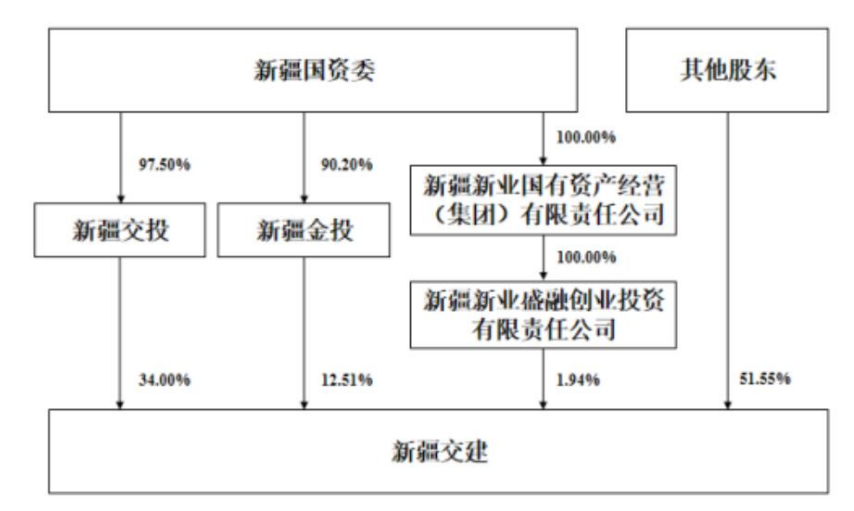 新疆国资委
其他股东
97.50%
90.20%
100.00%
新疆新业国有资产经营
（集团）有限责任公司
新疆交投
新疆金投
100.00%
新疆新业盛融创业投资
有限责任公司
34.00%
12.51%
1.94%
51.55%
新疆交建